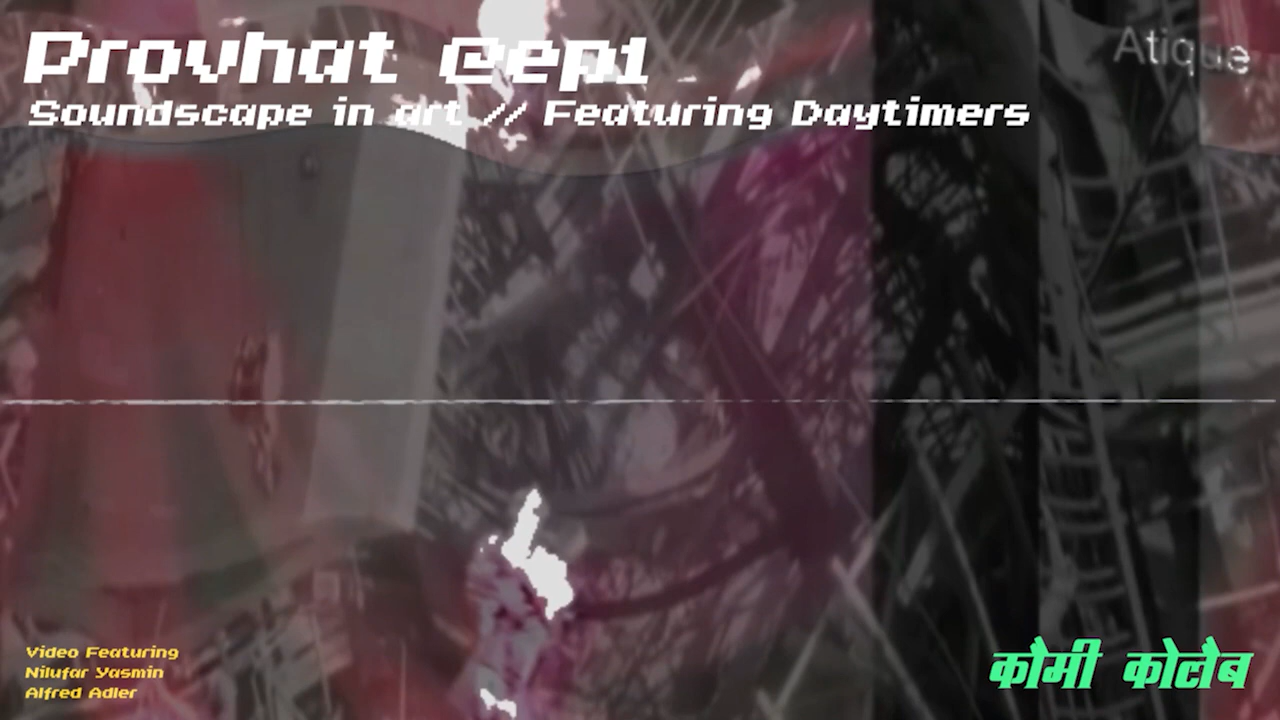 Provhat @ep1
Atique
Soundscape in art // Featuring Daytimers
Video Featuring
Nilufar Yasmin
Alfred Adler
कौमी कोलैब